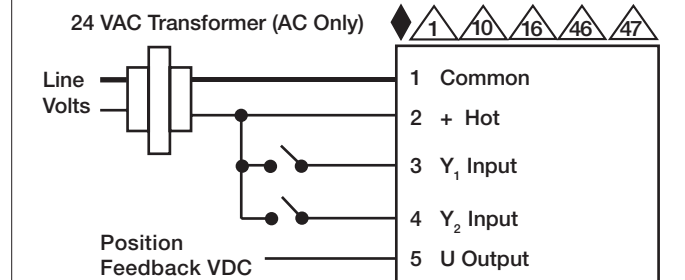 24 VAC Transformer (AC Only)
1 10 16 46 47
Line
Volts
1 Common
2 + Hot
3 Y1 Input
4 Y2 Input
Position
Feedback VDC
5 U Output